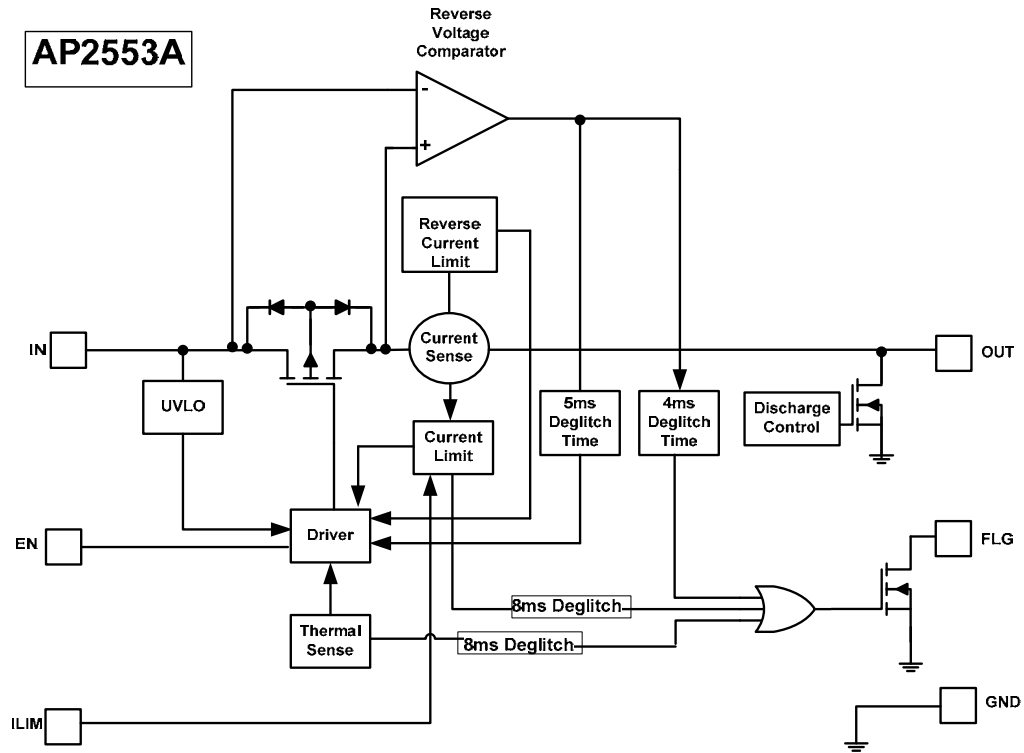 AP2553A
Reverse
Voltage
Comparator
-
+
Reverse
Current
Limit
IN
Current
Sense
OUT
UVLO
5ms
Deglitch
Time
4ms
Deglitch
Time
Discharge
Control
Current
Limit
EN
Driver
FLG
8ms Deglitch
Thermal
Sense
8ms Deglitch
ILIM
GND